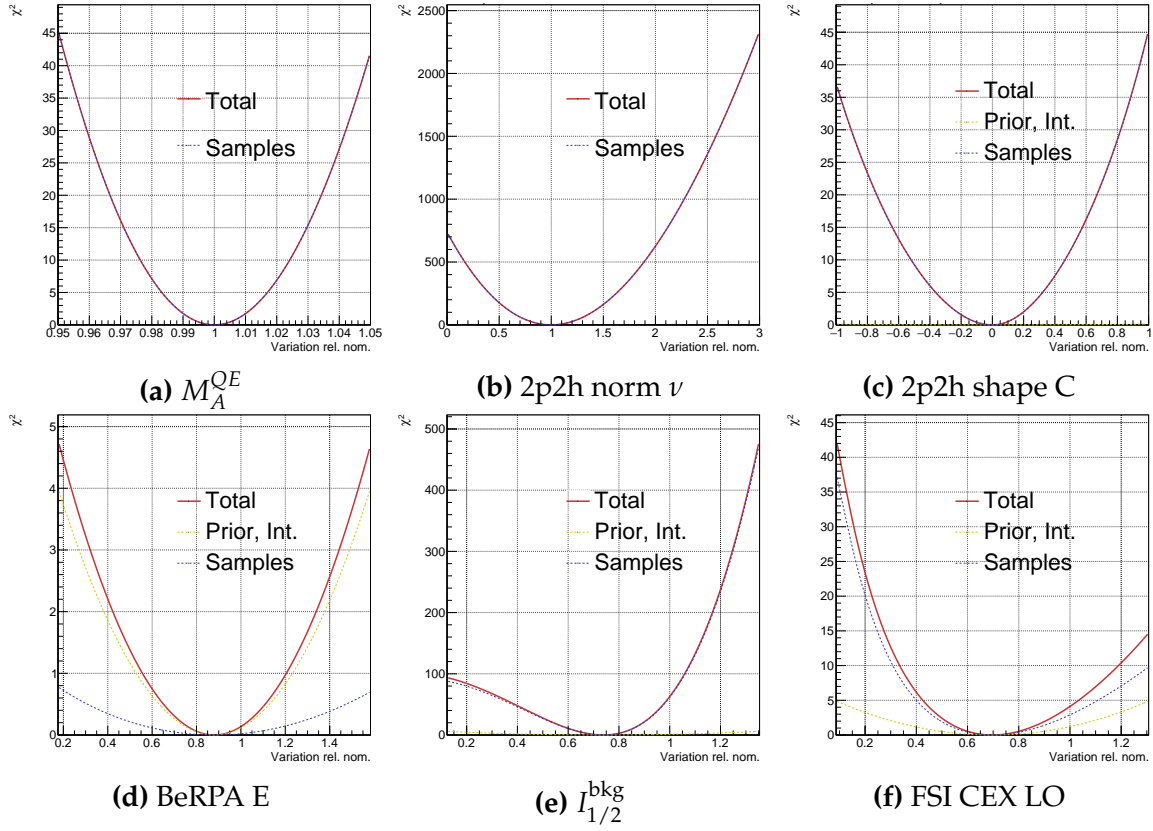 χ²
45
40
35
30
25
20
15
10
5
0
Total
Samples
0.95 0.96 0.97 0.98 0.99 1 1.01 1.02 1.03 1.04 1.05
Variation rel. nom.
(a) M_A^{QE}
χ²
2500
2000
1500
1000
500
0
Total
Samples
0 0.5 1 1.5 2 2.5 3
Variation rel. nom.
(b) 2p2h norm ν
χ²
45
40
35
30
25
20
15
10
5
0
Total
Prior, Int.
Samples
−1 −0.8 −0.6 −0.4 −0.2 0 0.2 0.4 0.6 0.8 1
Variation rel. nom.
(c) 2p2h shape C
χ²
5
4
3
2
1
0
Total
Prior, Int.
Samples
0.2 0.4 0.6 0.8 1 1.2 1.4
Variation rel. nom.
(d) BeRPA E
χ²
500
400
300
200
100
0
Total
Prior, Int.
Samples
0.2 0.4 0.6 0.8 1 1.2
Variation rel. nom.
(e) I_{1/2}^{bkg}
χ²
45
40
35
30
25
20
15
10
5
0
Total
Prior, Int.
Samples
0.2 0.4 0.6 0.8 1 1.2
Variation rel. nom.
(f) FSI CEX LO